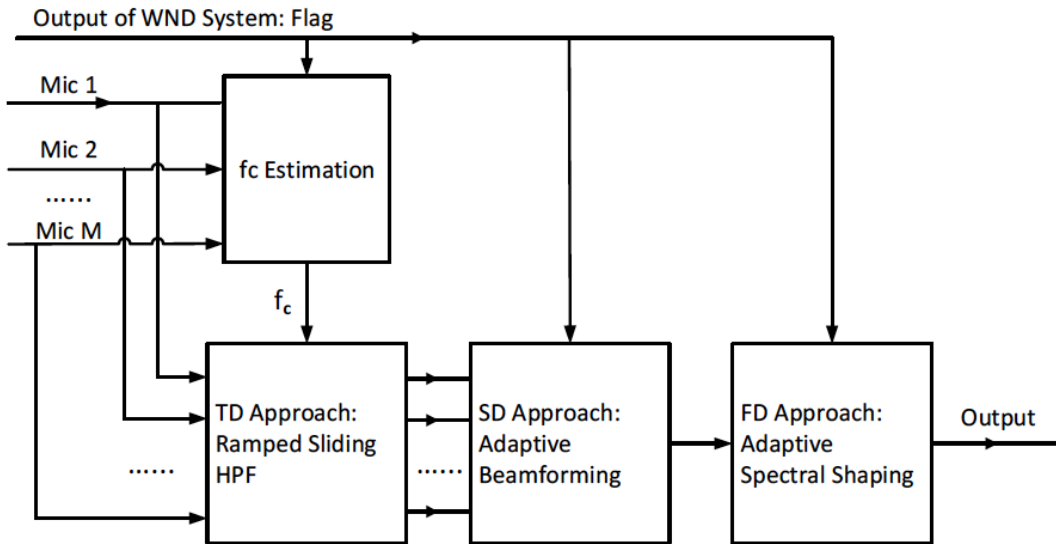 Output of WND System: Flag
Mic 1
Mic 2
......
Mic M
fc Estimation
fc
TD Approach:
Ramped Sliding
HPF
......
......
SD Approach:
Adaptive
Beamforming
FD Approach:
Adaptive
Spectral Shaping
Output